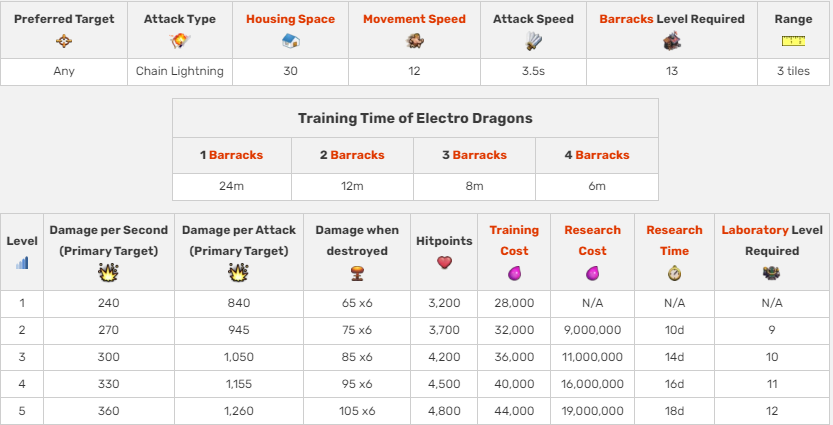 Preferred Target Attack Type Housing Space Movement Speed Attack Speed Barracks Level Required Range
Any Chain Lightning 30 12 3.5s 13 3 tiles
Training Time of Electro Dragons
1 Barracks 2 Barracks 3 Barracks 4 Barracks
24m 12m 8m 6m
Level Damage per Second (Primary Target) Damage per Attack (Primary Target) Damage when destroyed Hitpoints Training Cost Research Cost Research Time Laboratory Level Required
1 240 840 65 x6 3,200 28,000 N/A N/A N/A
2 270 945 75 x6 3,700 32,000 9,000,000 10d 9
3 300 1,050 85 x6 4,200 36,000 11,000,000 14d 10
4 330 1,155 95 x6 4,500 40,000 16,000,000 16d 11
5 360 1,260 105 x6 4,800 44,000 19,000,000 18d 12